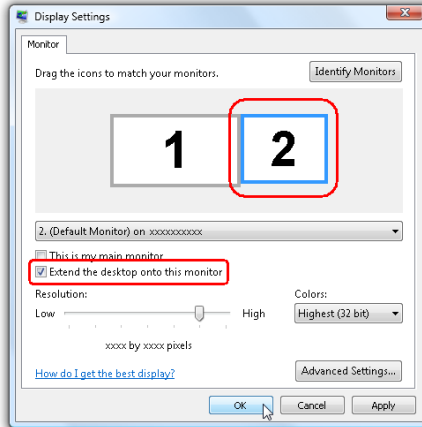 Display Settings
Monitor
Drag the icons to match your monitors.
Identify Monitors
1
2
2. (Default Monitor) on xxxxxxxxxx
This is my main monitor
Extend the desktop onto this monitor
Resolution:
Colors:
Low
High
Highest (32 bit)
xxxx by xxxx pixels
How do I get the best display?
Advanced Settings...
OK
Cancel
Apply